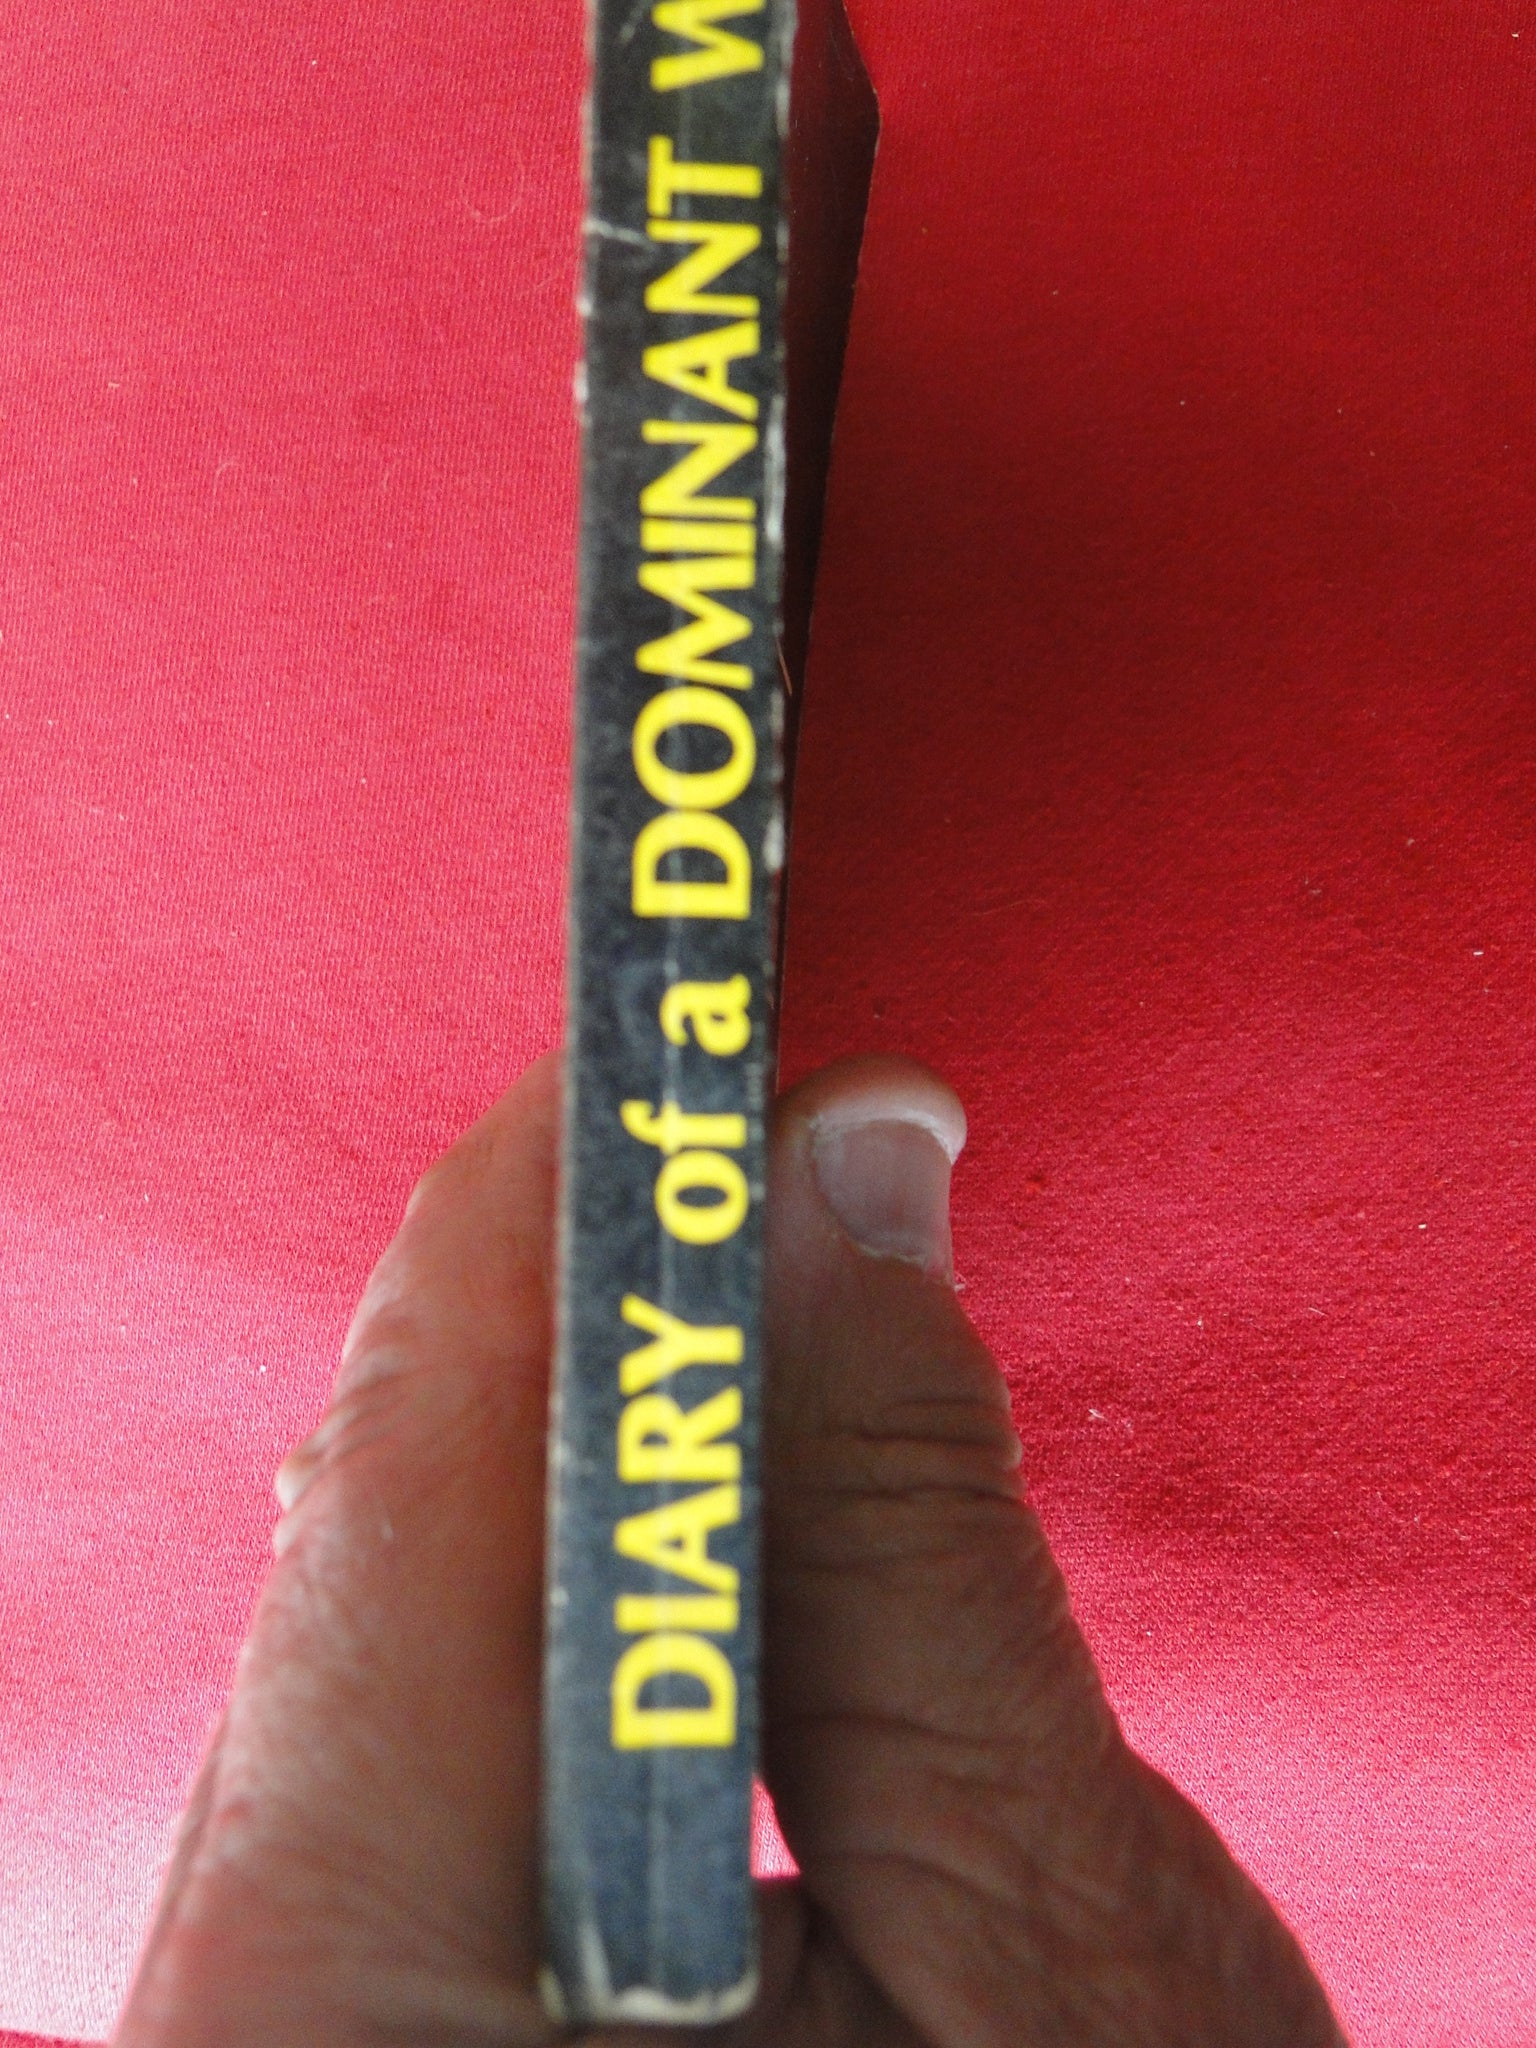 DIARY of a DOMINANT W